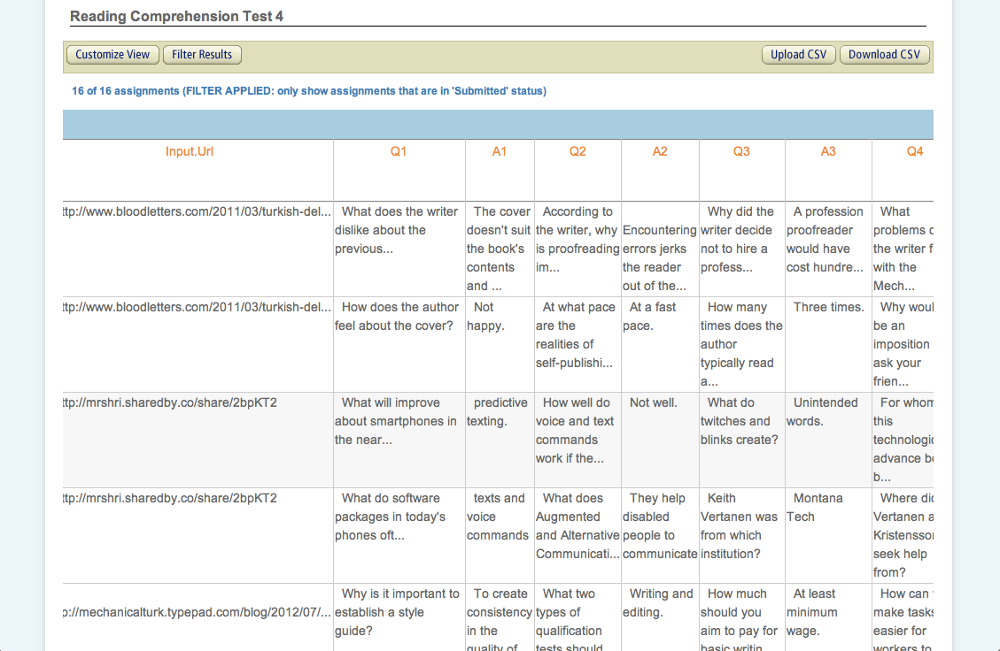 Reading Comprehension Test 4
Customize View
Filter Results
Upload CSV
Download CSV
16 of 16 assignments (FILTER APPLIED: only show assignments that are in 'Submitted' status)
Input.Url
Q1
A1
Q2
A2
Q3
A3
Q4
ttp://www.bloodletters.com/2011/03/turkish-del...
What does the writer
dislike about the
previous...
The cover
doesn't suit
the book's
contents
and ...
According to
the writer, why
is proofreading
im...
Encountering
errors jerks
the reader
out of the...
Why did the
writer decide
not to hire a
profess...
A profession
proofreader
would have
cost hundre...
What
problems
the writer
with the
Mech...
ttp://www.bloodletters.com/2011/03/turkish-del...
How does the author
feel about the cover?
Not
happy.
At what pace
are the
realities of
self-publishi...
At a fast
pace.
How many
times does the
author
typically read
a...
Three times.
Why woul
be an
imposition
ask your
frien...
ttp://mrshri.sharedby.co/share/2bpKT2
What will improve
about smartphones in
the near...
predictive
texting.
How well do
voice and text
commands
work if the...
Not well.
What do
twitches and
blinks create?
Unintended
words.
For whom
this
technologic
advance be
b...
ttp://mrshri.sharedby.co/share/2bpKT2
What do software
packages in today's
phones oft...
texts and
voice
commands
What does
Augmented
and Alternative
Communicati...
They help
disabled
people to
communicate
Keith
Vertanen was
from which
institution?
Montana
Tech
Where did
Vertanen a
Kristensson
seek help
from?
p://mechanicalturk.typepad.com/blog/2012/07/...
Why is it important to
establish a style
guide?
To create
consistency
in the
quality of
What two
types of
qualification
tests should
Writing and
editing.
How much
should you
aim to pay for
basic writin
At least
minimum
wage.
How can
make tasks
easier for
workers to